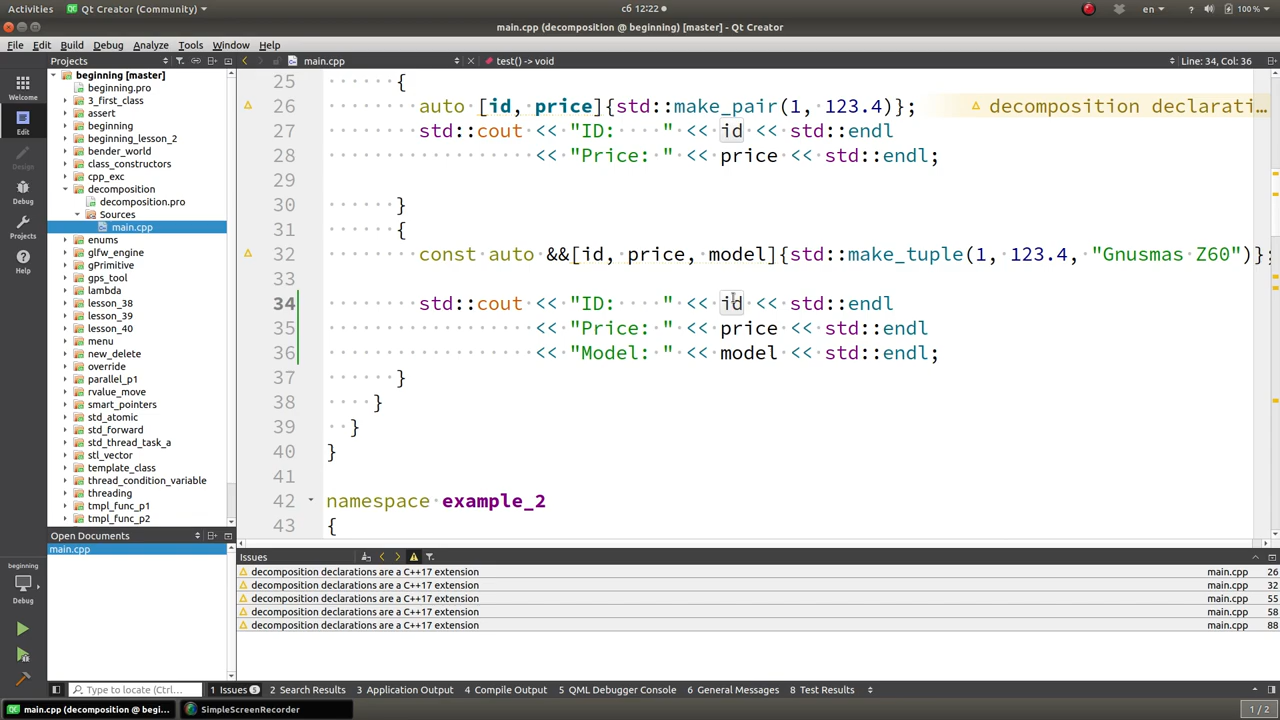 Activities
Qt Creator (Community)
сб 12:22
en
100 %
main.cpp (decomposition @ beginning) [master] - Qt Creator
File Edit Build Debug Analyze Tools Window Help
Projects
main.cpp
test() -> void
Line: 34, Col: 36
Welcome
Edit
Design
Debug
Projects
Help
beginning
Debug
beginning [master]
beginning.pro
3_first_class
assert
beginning
beginning_lesson_2
bender_world
class_constructors
cpp_exc
decomposition
decomposition.pro
Sources
main.cpp
enums
glfw_engine
gPrimitive
gps_tool
lambda
lesson_38
lesson_39
lesson_40
menu
new_delete
override
parallel_p1
rvalue_move
smart_pointers
std_atomic
std_forward
std_thread_task_a
stl_vector
template_class
thread_condition_variable
threading
tmpl_func_p1
tmpl_func_p2
Open Documents
main.cpp
25 {
26 auto [id, price]{std::make_pair(1, 123.4)}; decomposition declarati...
27 std::cout << "ID:    " << id << std::endl
28 << "Price: " << price << std::endl;
29
30 }
31 {
32 const auto &&[id, price, model]{std::make_tuple(1, 123.4, "Gnusmas Z60")};
33
34 std::cout << "ID:    " << id << std::endl
35 << "Price: " << price << std::endl
36 << "Model: " << model << std::endl;
37 }
38 }
39 }
40 }
41
42 namespace example_2
43 {
Issues
decomposition declarations are a C++17 extension main.cpp 26
decomposition declarations are a C++17 extension main.cpp 32
decomposition declarations are a C++17 extension main.cpp 55
decomposition declarations are a C++17 extension main.cpp 58
decomposition declarations are a C++17 extension main.cpp 88
Type to locate (Ctrl+...
1 Issues 5
2 Search Results
3 Application Output
4 Compile Output
5 QML Debugger Console
6 General Messages
8 Test Results
main.cpp (decomposition @ begi...
SimpleScreenRecorder
1 / 2